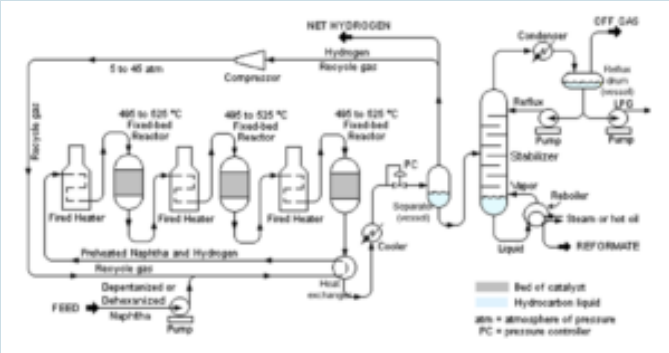 NET HYDROGEN
OFF GAS
Condenser
Hydrogen
Recycle gas
5 to 45 atm
Compressor
Reflux
drum
(vessel)
Recycle gas
495 to 525 °C
Fixed-bed
Reactor
495 to 525 °C
Fixed-bed
Reactor
495 to 525 °C
Fixed-bed
Reactor
Reflux
LPG
Pump
Pump
PC
Stabilizer
Fired Heater
Fired Heater
Fired Heater
Separator
(vessel)
Vapor
Reboiler
Steam or hot oil
Cooler
Liquid
REFORMATE
Preheated Naphtha and Hydrogen
Recycle gas
Heat
exchanger
Depentanized or
Dehexanized
Naphtha
FEED
Pump
Bed of catalyst
Hydrocarbon liquid
atm = atmosphere of pressure
PC = pressure controller